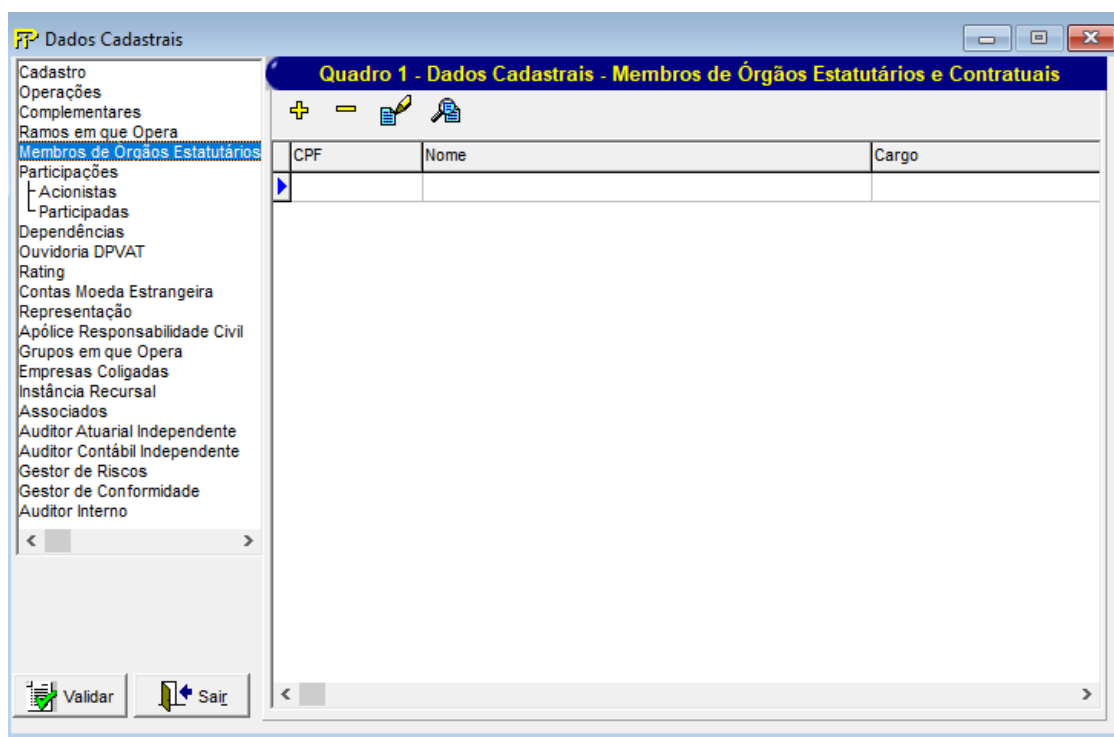 Dados Cadastrais
Cadastro
Operações
Complementares
Ramos em que Opera
Membros de Órgãos Estatutários
Participações
Acionistas
Participadas
Dependências
Ouvidoria DPVAT
Rating
Contas Moeda Estrangeira
Representação
Apólice Responsabilidade Civil
Grupos em que Opera
Empresas Coligadas
Instância Recursal
Associados
Auditor Atuarial Independente
Auditor Contábil Independente
Gestor de Riscos
Gestor de Conformidade
Auditor Interno
Validar
Sair
Quadro 1 - Dados Cadastrais - Membros de Órgãos Estatutários e Contratuais
CPF Nome Cargo